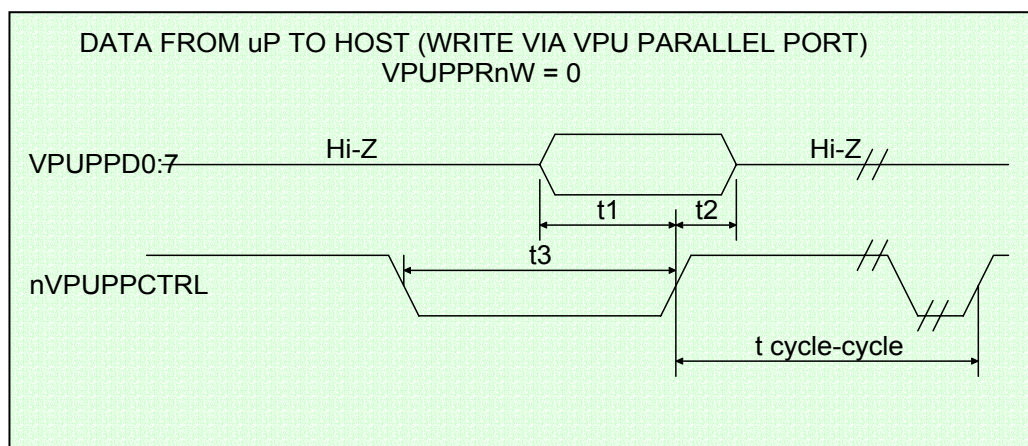 DATA FROM uP TO HOST (WRITE VIA VPU PARALLEL PORT)
VPUPPRnW = 0
Hi-Z
Hi-Z
VPUPPD0:7
t1
t2
t3
nVPUPPCTRL
t cycle-cycle